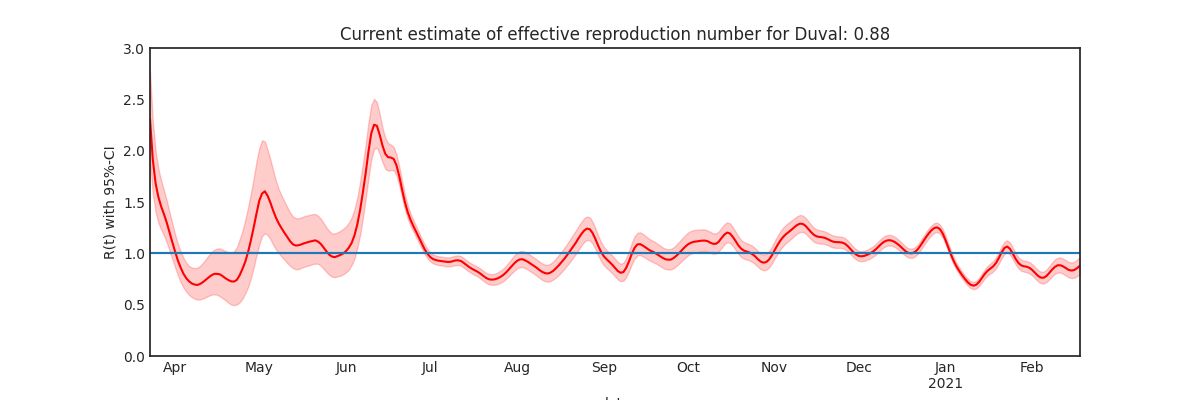 Current estimate of effective reproduction number for Duval: 0.88
R(t) with 95%-CI
3.0
2.5
2.0
1.5
1.0
0.5
0.0
Apr May Jun Jul Aug Sep Oct Nov Dec Jan Feb
2021